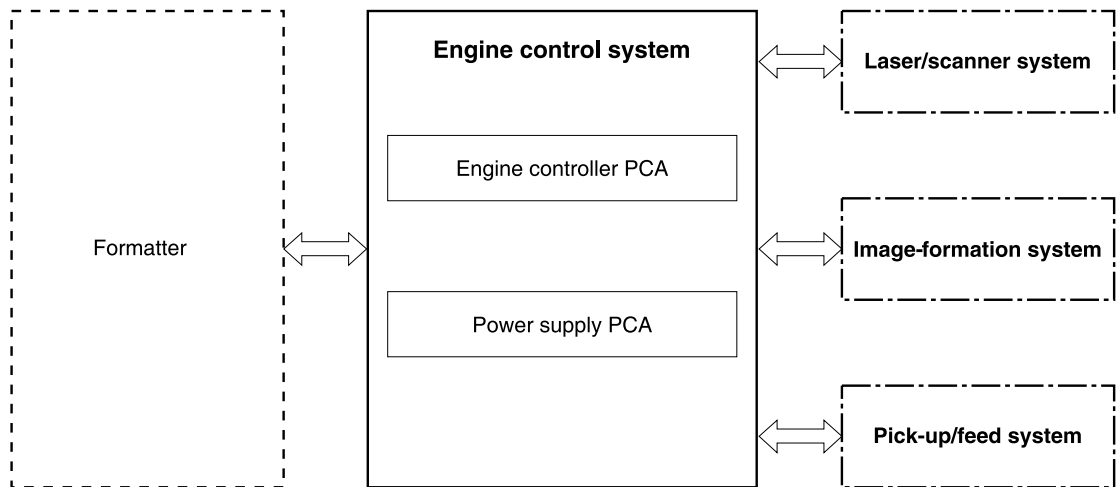 Engine control system
Engine controller PCA
Power supply PCA
Formatter
Laser/scanner system
Image-formation system
Pick-up/feed system